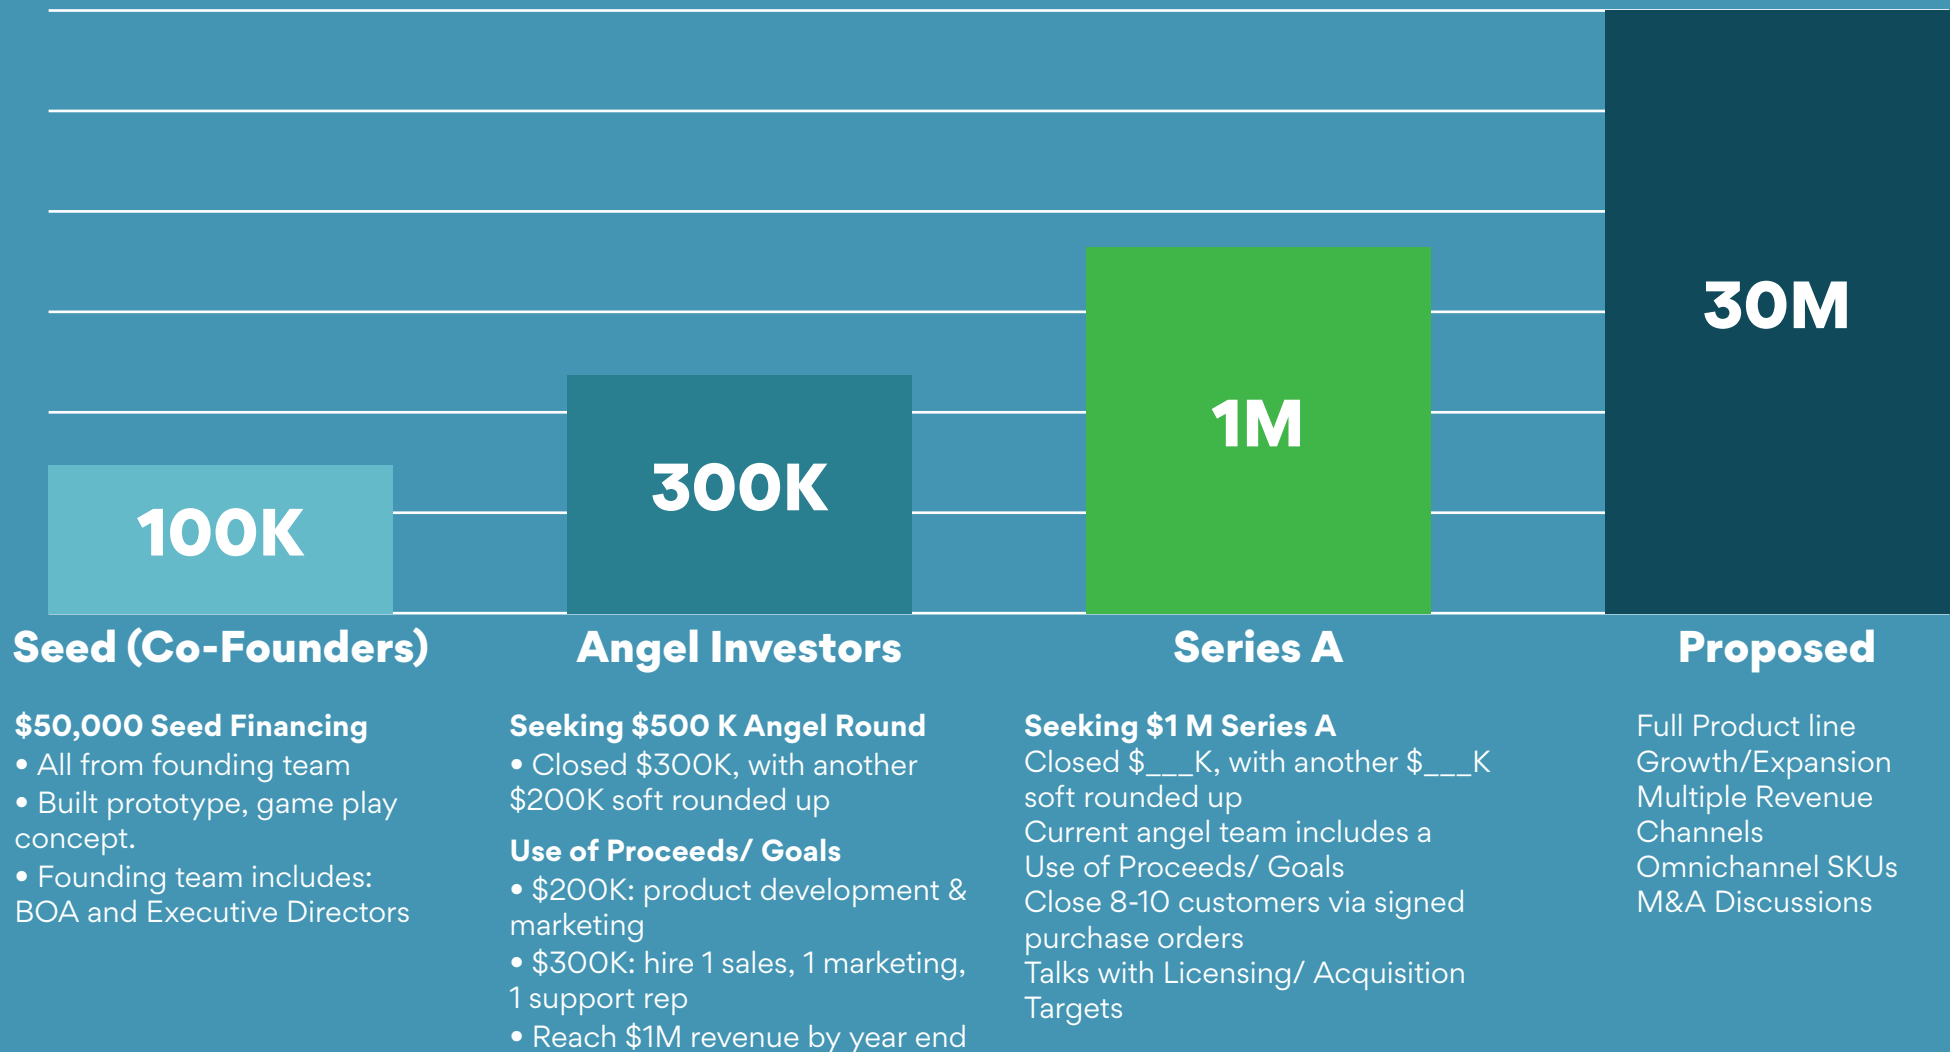 100K
300K
1M
30M
Seed (Co-Founders)
$50,000 Seed Financing
• All from founding team
• Built prototype, game play
concept.
• Founding team includes:
BOA and Executive Directors
Angel Investors
Seeking $500 K Angel Round
• Closed $300K, with another
$200K soft rounded up
Use of Proceeds/ Goals
• $200K: product development &
marketing
• $300K: hire 1 sales, 1 marketing,
1 support rep
• Reach $1M revenue by year end
Series A
Seeking $1 M Series A
Closed $___K, with another $___K
soft rounded up
Current angel team includes a
Use of Proceeds/ Goals
Close 8-10 customers via signed
purchase orders
Talks with Licensing/ Acquisition
Targets
Proposed
Full Product line
Growth/Expansion
Multiple Revenue
Channels
Omnichannel SKUs
M&A Discussions